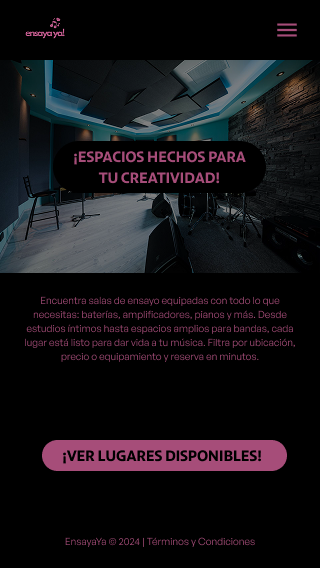 ensaya ya!
¡ESPACIOS HECHOS PARA
TU CREATIVIDAD!
Encuentra salas de ensayo equipadas con todo lo que
necesitas: baterías, amplificadores, pianos y más. Desde
estudios íntimos hasta espacios amplios para bandas, cada
lugar está listo para dar vida a tu música. Filtra por ubicación,
precio o equipamiento y reserva en minutos.
¡VER LUGARES DISPONIBLES!
EnsayaYa © 2024 | Términos y Condiciones